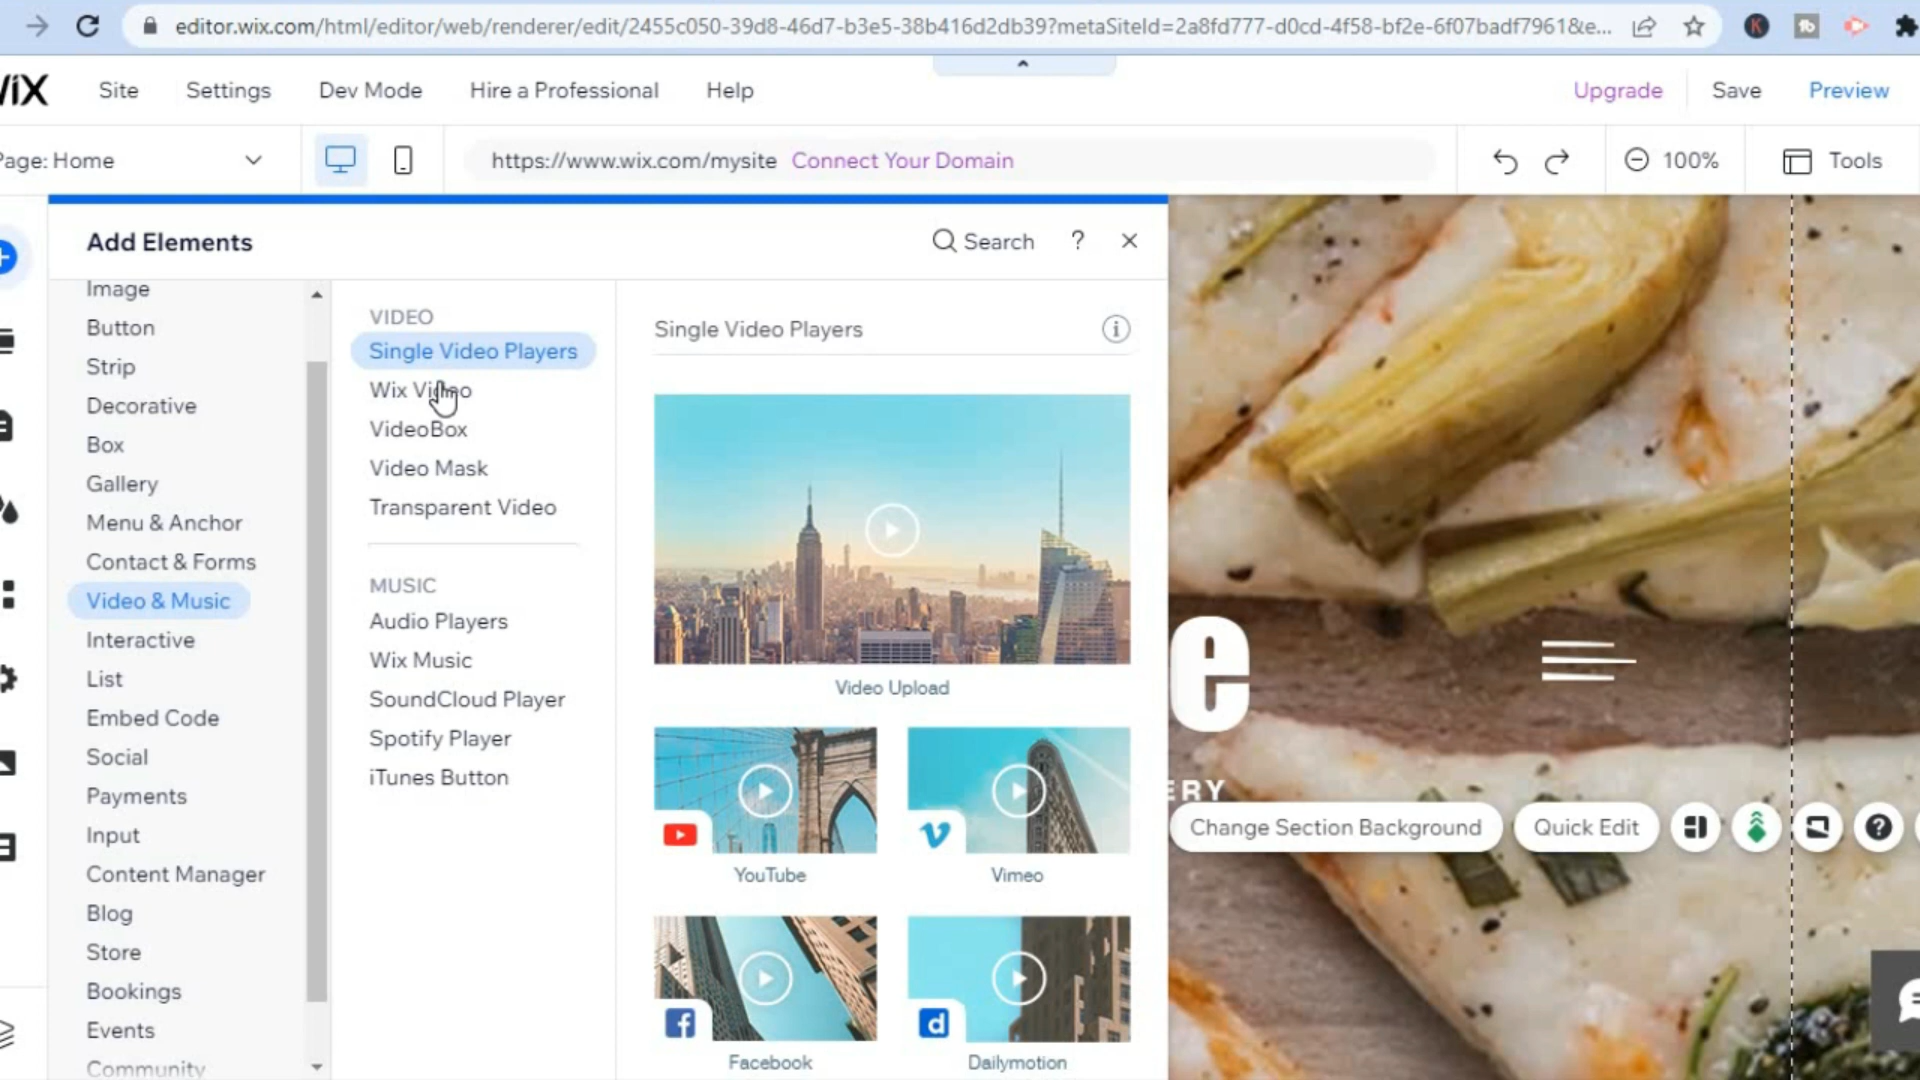 editor.wix.com/html/editor/web/renderer/edit/2455c050-39d8-46d7-b3e5-38b416d2db39?metaSiteId=2a8fd777-d0cd-4f58-bf2e-6f07badf7961&e...
WiX Site Settings Dev Mode Hire a Professional Help Upgrade Save Preview
Page: Home https://www.wix.com/mysite Connect Your Domain 100% Tools
Add Elements Search ?
Image
Button
Strip
Decorative
Box
Gallery
Menu & Anchor
Contact & Forms
Video & Music
Interactive
List
Embed Code
Social
Payments
Input
Content Manager
Blog
Store
Bookings
Events
Community
VIDEO
Single Video Players
Wix Video
VideoBox
Video Mask
Transparent Video
MUSIC
Audio Players
Wix Music
SoundCloud Player
Spotify Player
iTunes Button
Single Video Players
Video Upload
YouTube
Vimeo
Facebook
Dailymotion
e
ERY
Change Section Background Quick Edit